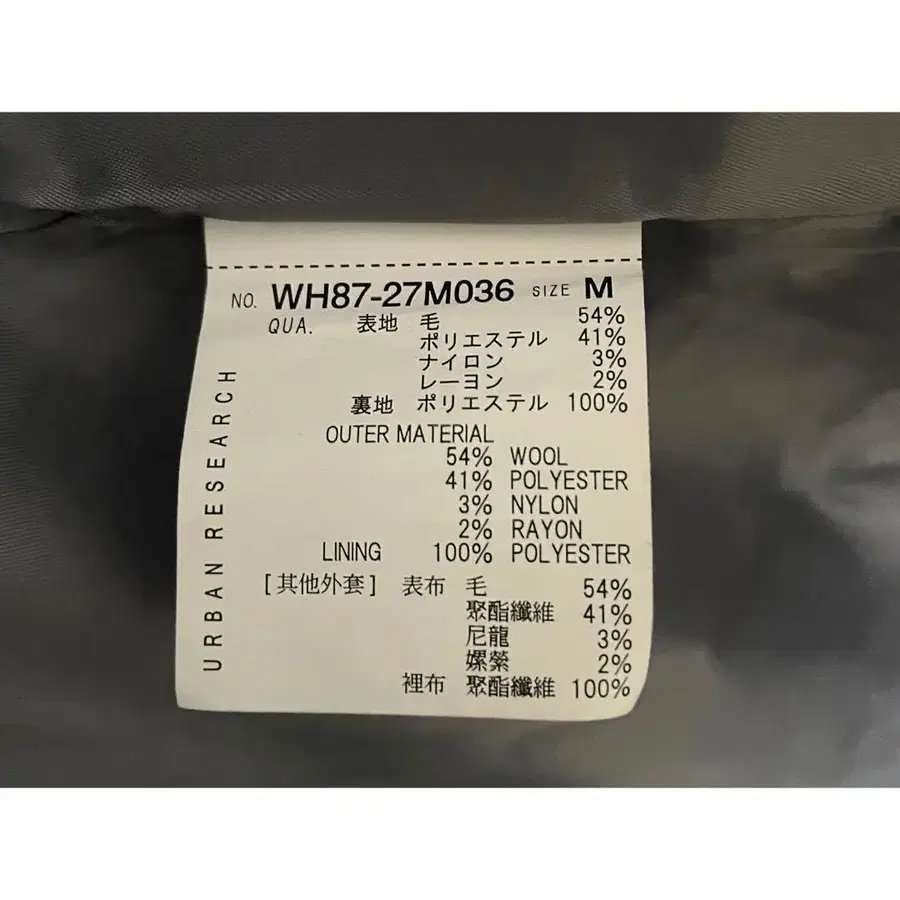 NO. WH87-27M036 SIZE M
QUA. 表地 毛 54%
ポリエステル 41%
ナイロン 3%
レーヨン 2%
裏地 ポリエステル 100%
OUTER MATERIAL
54% WOOL
41% POLYESTER
3% NYLON
2% RAYON
LINING 100% POLYESTER
[其他外套] 表布 毛 54%
聚酯纖維 41%
尼龍 3%
嫘縈 2%
裡布 聚酯纖維 100%
URBAN RESEARCH